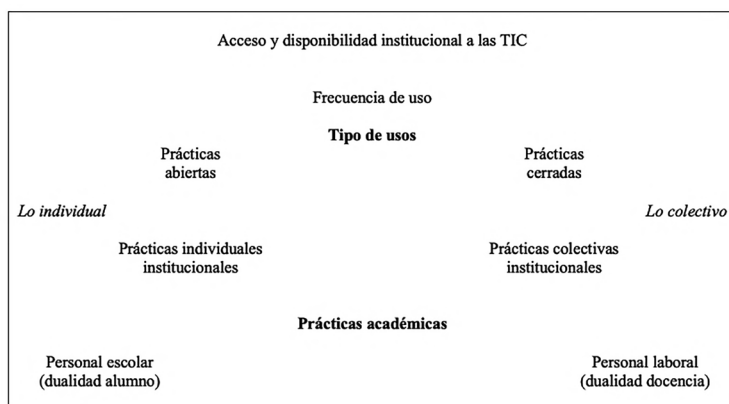 Acceso y disponibilidad institucional a las TIC
Frecuencia de uso
Tipo de usos
Prácticas
abiertas
Prácticas
cerradas
Lo individual
Lo colectivo
Prácticas individuales
institucionales
Prácticas colectivas
institucionales
Prácticas académicas
Personal escolar
(dualidad alumno)
Personal laboral
(dualidad docencia)